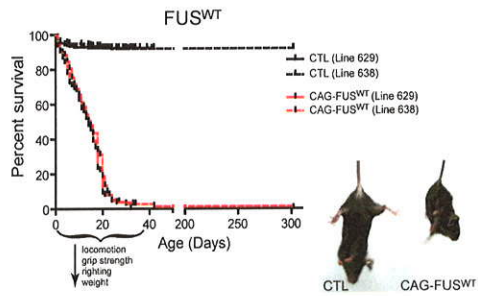 FUSWT
Percent survival
100
80
60
40
20
0
0
20
40
200
250
300
Age (Days)
CTL (Line 629)
CTL (Line 638)
CAG-FUSWT (Line 629)
CAG-FUSWT (Line 638)
locomotion
grip strength
righting
weight
CTL
CAG-FUSWT